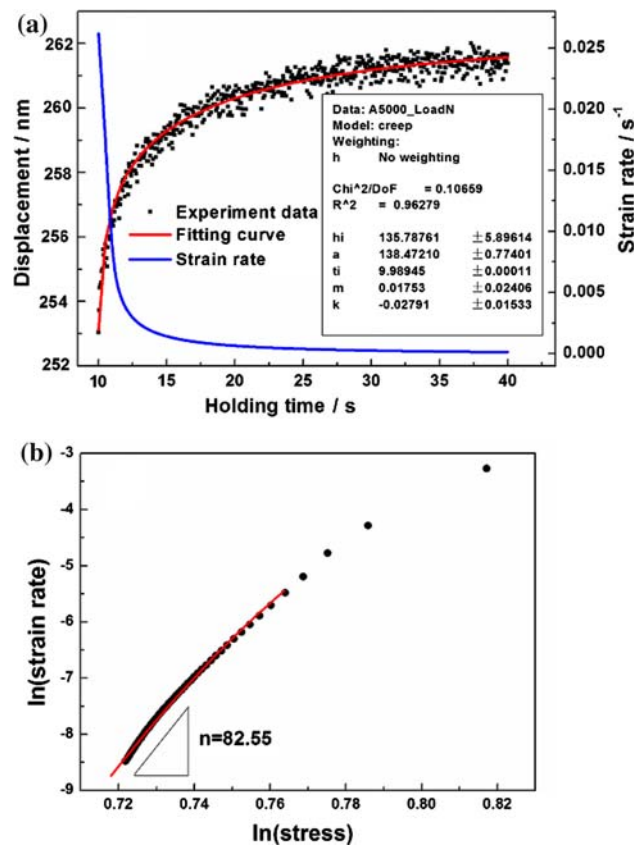 (a)
262
260
258
256
254
252
Displacement / nm
0.025
0.020
0.015
0.010
0.005
0.000
Strain rate / s-1
Data: A5000_LoadN
Model: creep
Weighting:
h No weighting
Chi^2/DoF = 0.10659
R^2 = 0.96279
hi 135.78761 ±5.89614
a 138.47210 ±0.77401
ti 9.98945 ±0.00011
m 0.01753 ±0.02406
k -0.02791 ±0.01533
Experiment data
Fitting curve
Strain rate
10 15 20 25 30 35 40
Holding time / s
(b)
-3
-4
-5
-6
-7
-8
-9
ln(strain rate)
n=82.55
0.72 0.74 0.76 0.78 0.80 0.82
ln(stress)